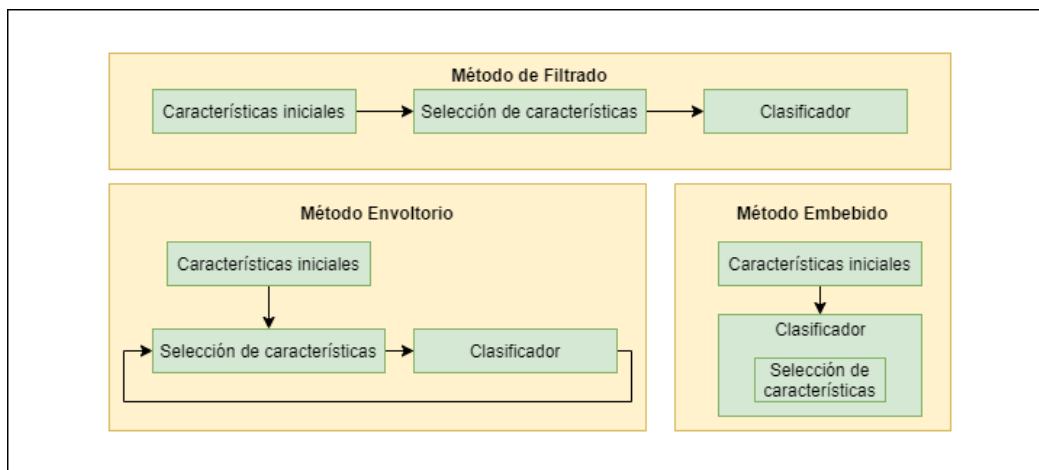 Método de Filtrado
Características iniciales
Selección de características
Clasificador
Método Envoltorio
Características iniciales
Selección de características
Clasificador
Método Embebido
Características iniciales
Clasificador
Selección de
características